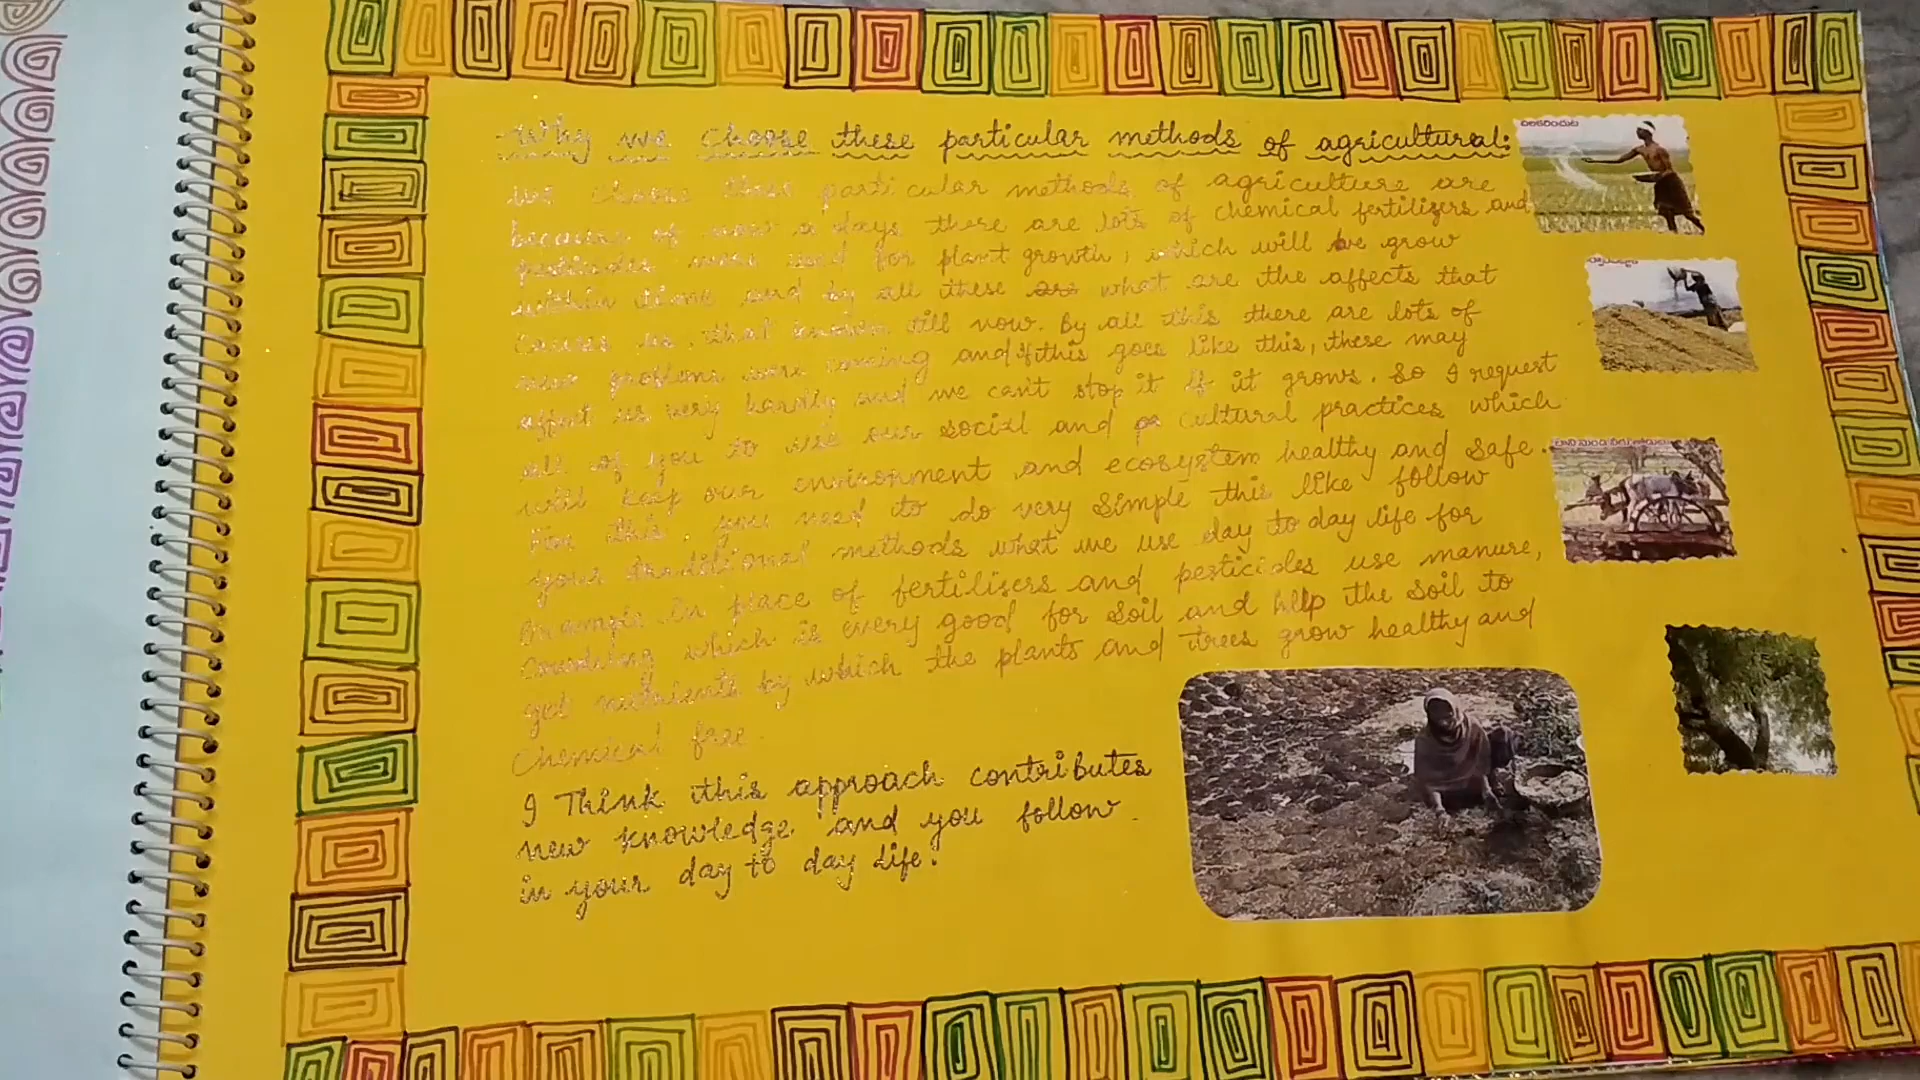 Why we choose these particular methods of agricultural:
we choose these particular methods of agriculture are
because of now a days there are lots of chemical fertilizers and
pesticides were used for plant growth, which will be grow
within time and by all these are what are the affects that
causes us, that known till now. By all this there are lots of
new problems were coming and if this goes like this, these may
affect us very hardly and we can't stop it if it grows. So I request
all of you to use our social and cultural practices which
will keep our environment and ecosystem healthy and safe.
For this, you need to do very simple this like follow
your traditional methods what we use day to day life for
Example In place of fertilisers and pesticides use manure,
Cowdung which is every good for soil and help the soil to
get nutrients by which the plants and trees grow healthy and
Chemical free.
I Think this approach contributes
new knowledge and you follow
in your day to day life.